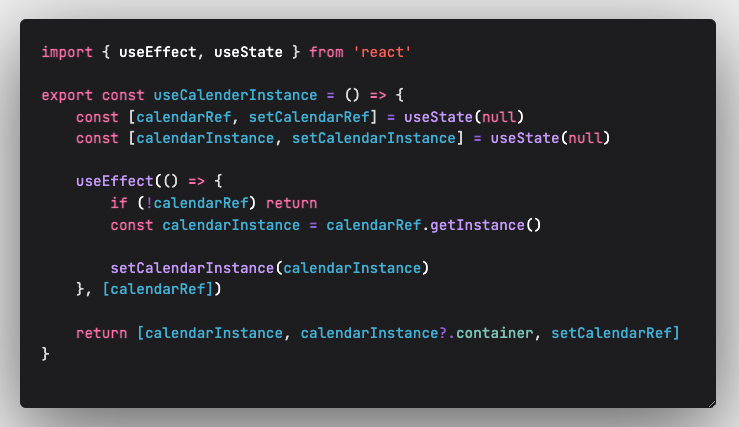 import { useEffect, useState } from 'react'
export const useCalenderInstance = () => {
const [calendarRef, setCalendarRef] = useState(null)
const [calendarInstance, setCalendarInstance] = useState(null)
useEffect(() => {
if (!calendarRef) return
const calendarInstance = calendarRef.getInstance()
setCalendarInstance(calendarInstance)
}, [calendarRef])
return [calendarInstance, calendarInstance?.container, setCalendarRef]
}